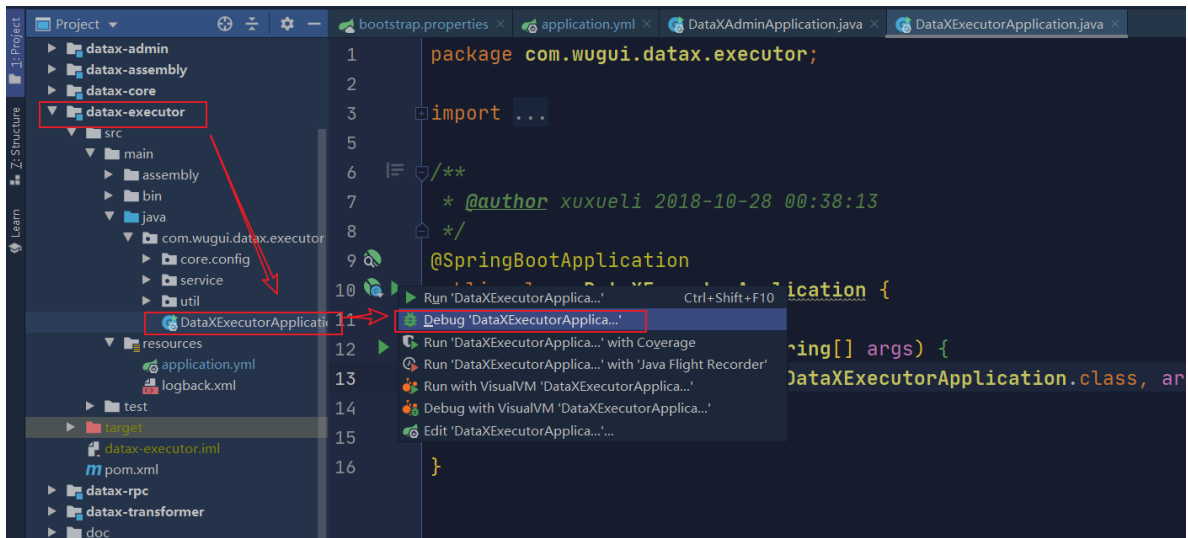 1: Project
Z: Structure
Learn
Project
datax-admin
datax-assembly
datax-core
datax-executor
src
main
assembly
bin
java
com.wugui.datax.executor
core.config
service
util
DataXExecutorApplicatio
resources
application.yml
logback.xml
test
target
datax-executor.iml
pom.xml
datax-rpc
datax-transformer
doc
bootstrap.properties
application.yml
DataXAdminApplication.java
DataXExecutorApplication.java
1 package com.wugui.datax.executor;
2
3 import ...
5
6 /**
7 * @author xuxueli 2018-10-28 00:38:13
8 */
9 @SpringBootApplication
10 ication {
11
12 ring[] args) {
13 DataXExecutorApplication.class, ar
14
15
16 }
Run 'DataXExecutorApplica...' Ctrl+Shift+F10
Debug 'DataXExecutorApplica...'
Run 'DataXExecutorApplica...' with Coverage
Run 'DataXExecutorApplica...' with 'Java Flight Recorder'
Run with VisualVM 'DataXExecutorApplica...'
Debug with VisualVM 'DataXExecutorApplica...'
Edit 'DataXExecutorApplica...'...